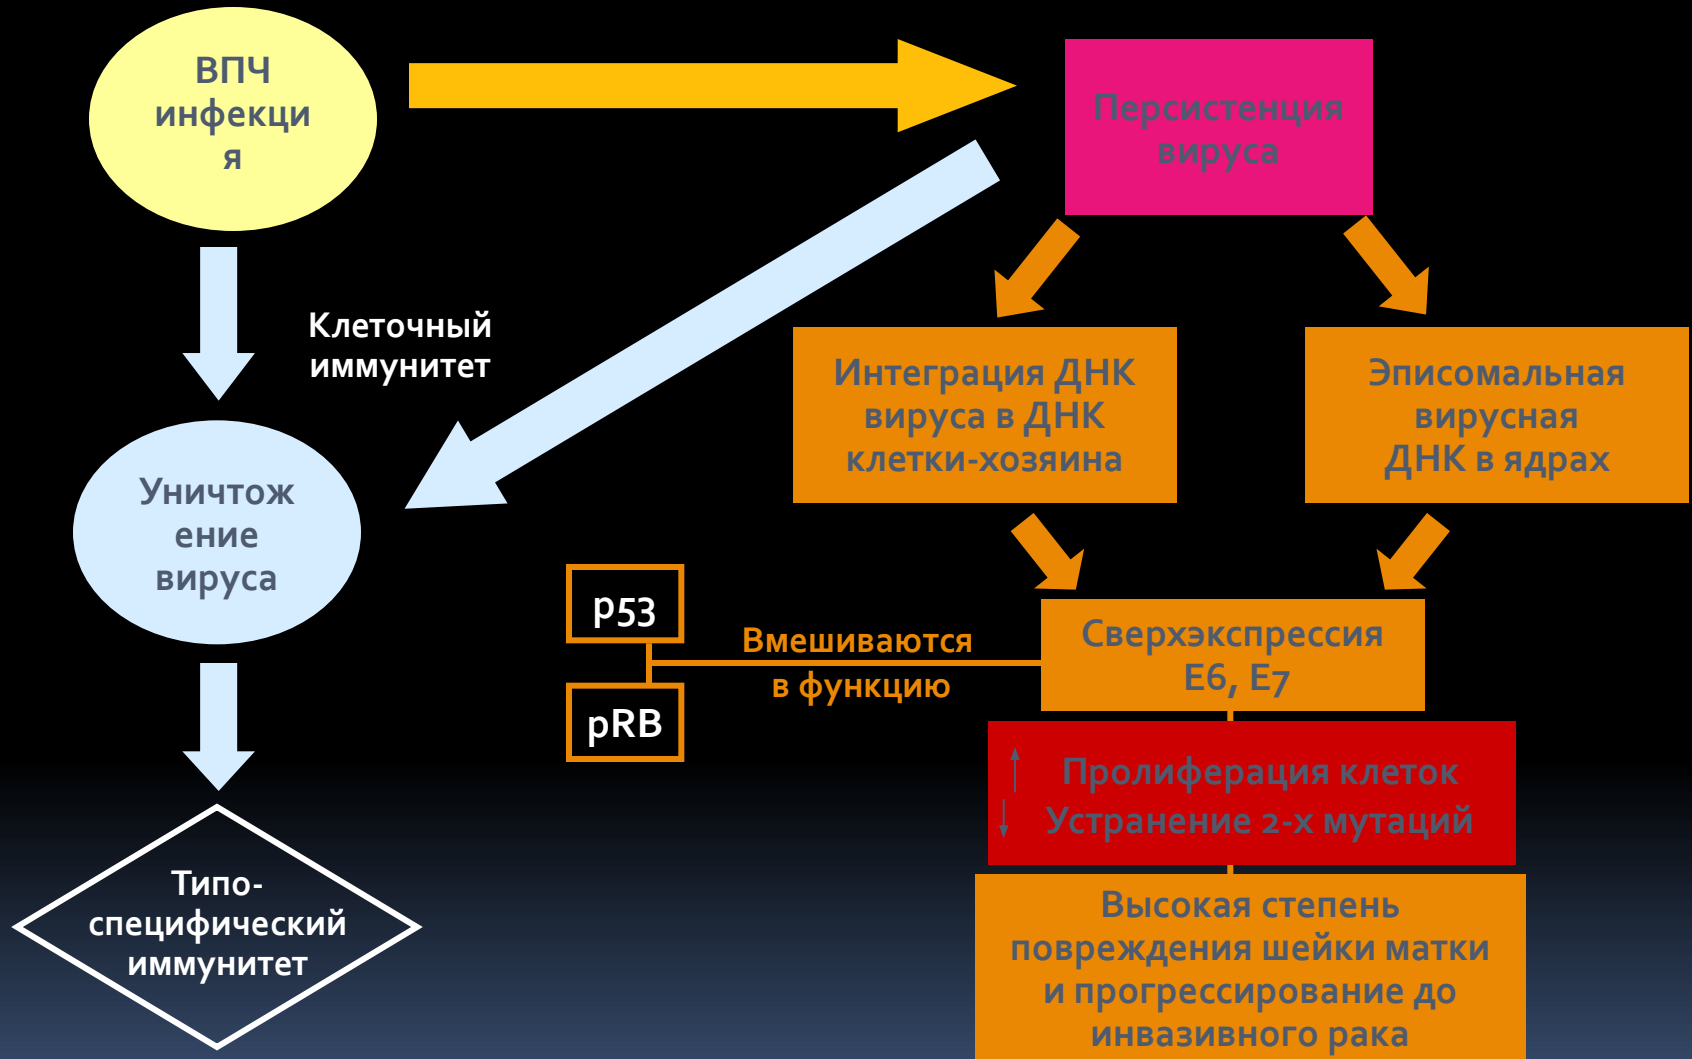 ВПЧ
инфекци
я
Персистенция
вируса
Клеточный
иммунитет
Интеграция ДНК
вируса в ДНК
клетки-хозяина
Эписомальная
вирусная
ДНК в ядрах
Уничтож
ение
вируса
p53
pRB
Вмешиваются
в функцию
Сверхэкспрессия
Е6, Е7
↑ Пролиферация клеток
↓ Устранение 2-х мутаций
Типо-
специфический
иммунитет
Высокая степень
повреждения шейки матки
и прогрессирование до
инвазивного рака